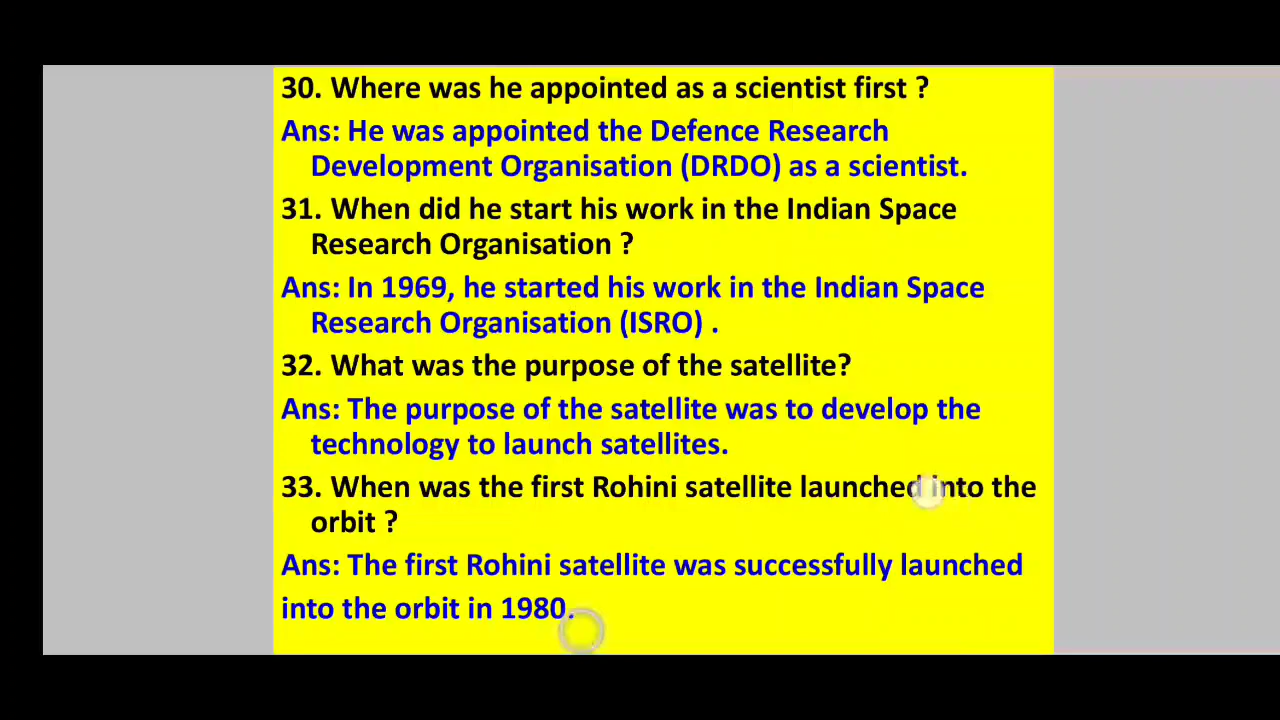 30. Where was he appointed as a scientist first ?
Ans: He was appointed the Defence Research
Development Organisation (DRDO) as a scientist.
31. When did he start his work in the Indian Space
Research Organisation ?
Ans: In 1969, he started his work in the Indian Space
Research Organisation (ISRO) .
32. What was the purpose of the satellite?
Ans: The purpose of the satellite was to develop the
technology to launch satellites.
33. When was the first Rohini satellite launched into the
orbit ?
Ans: The first Rohini satellite was successfully launched
into the orbit in 1980.